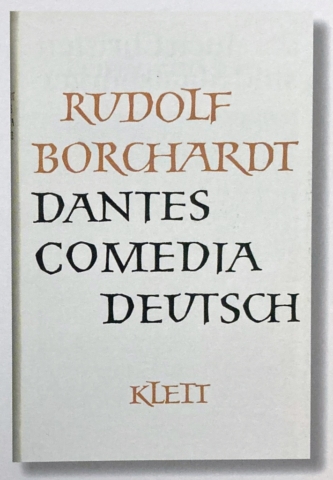 RUDOLF
BORCHARDT
DANTES
COMEDIA
DEUTSCH
KLETT